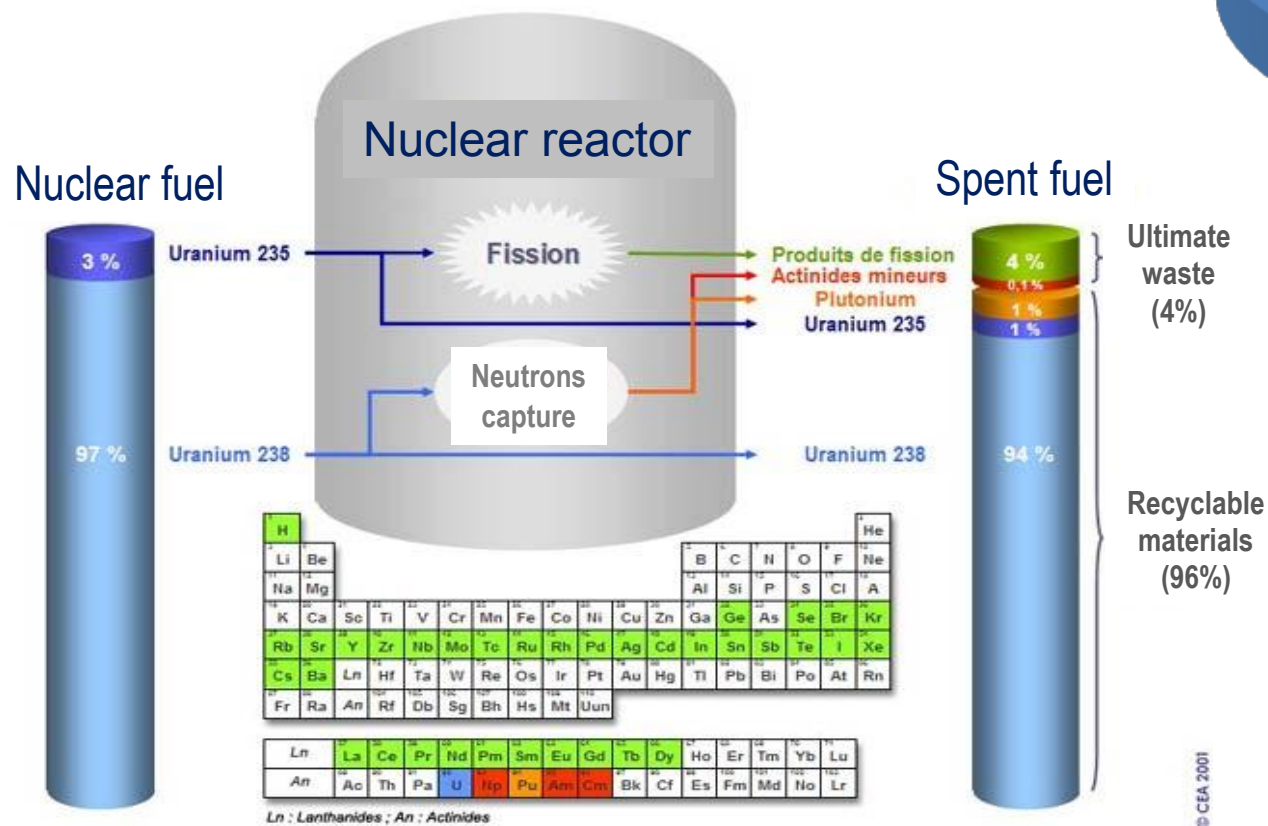 Nuclear reactor
Nuclear fuel
Spent fuel
3 %
97 %
Uranium 235
Uranium 238
Fission
Neutrons
capture
Produits de fission
Actinides mineurs
Plutonium
Uranium 235
Uranium 238
4 %
0,1 %
1 %
1 %
94 %
Ultimate
waste
(4%)
Recyclable
materials
(96%)
H He
Li Be B C N O F Ne
Na Mg Al Si P S Cl A
K Ca Sc Ti V Cr Mn Fe Co Ni Cu Zn Ga Ge As Se Br Kr
Rb Sr Y Zr Nb Mo Tc Ru Rh Pd Ag Cd In Sn Sb Te I Xe
Cs Ba Ln Hf Ta W Re Os Ir Pt Au Hg Tl Pb Bi Po At Rn
Fr Ra An Rf Db Sg Bh Hs Mt Uun
Ln La Ce Pr Nd Pm Sm Eu Gd Tb Dy Ho Er Tm Yb Lu
An Ac Th Pa U Np Pu Am Cm Bk Cf Es Fm Md No Lr
Ln : Lanthanides ; An : Actinides
© CEA 2001